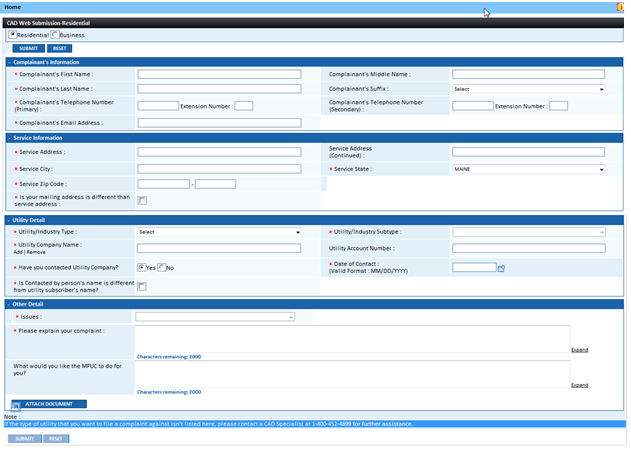 Home
CAD Web Submission-Residential
Residential Business
SUBMIT RESET
- Complainant's Information
* Complainant's First Name : Complainant's Middle Name :
* Complainant's Last Name : Complainant's Suffix : Select
* Complainant's Telephone Number (Primary) : Extension Number : Complainant's Telephone Number (Secondary) : Extension Number :
* Complainant's Email Address :
- Service Information
* Service Address : Service Address (Continued) :
* Service City : * Service State : MAINE
* Service Zip Code : -
* Is your mailing address is different than service address :
- Utility Detail
* Utility/Industry Type : Select * Utility/Industry Subtype :
* Utility Company Name : Utility Account Number :
Add | Remove
* Have you contacted Utility Company? Yes No * Date of Contact : (Valid Format : MM/DD/YYYY)
* Is Contacted by person's name is different from utility subscriber's name?
- Other Detail
* Issues :
* Please explain your complaint :
Expand
Characters remaining: 2000
What would you like the MPUC to do for you?
Expand
Characters remaining: 2000
ATTACH DOCUMENT
Note :
If the type of utility that you want to file a complaint against isn't listed here, please contact a CAD Specialist at 1-800-452-4699 for further assistance.
SUBMIT RESET